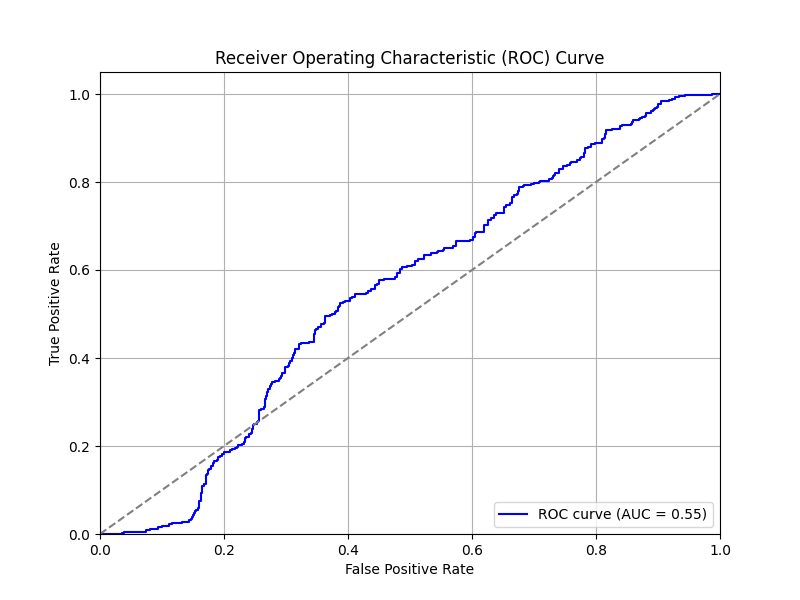 Receiver Operating Characteristic (ROC) Curve
1.0
0.8
0.6
0.4
0.2
0.0
True Positive Rate
ROC curve (AUC = 0.55)
0.0 0.2 0.4 0.6 0.8 1.0
False Positive Rate